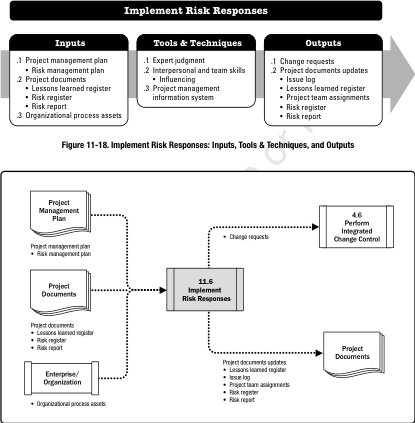 Implement Risk Responses
Inputs
.1 Project management plan
• Risk management plan
.2 Project documents
• Lessons learned register
• Risk register
• Risk report
.3 Organizational process assets
Tools & Techniques
.1 Expert judgment
.2 Interpersonal and team skills
• Influencing
.3 Project management
information system
Outputs
.1 Change requests
.2 Project documents updates
• Issue log
• Lessons learned register
• Project team assignments
• Risk register
• Risk report
Figure 11-18. Implement Risk Responses: Inputs, Tools & Techniques, and Outputs
Project
Management
Plan
Project management plan
• Risk management plan
Project
Documents
Project documents
• Lessons learned register
• Risk register
• Risk report
Enterprise/
Organization
• Organizational process assets
11.6
Implement
Risk Responses
• Change requests
4.6
Perform
Integrated
Change Control
Project documents updates
• Lessons learned register
• Issue log
• Project team assignments
• Risk register
• Risk report
Project
Documents